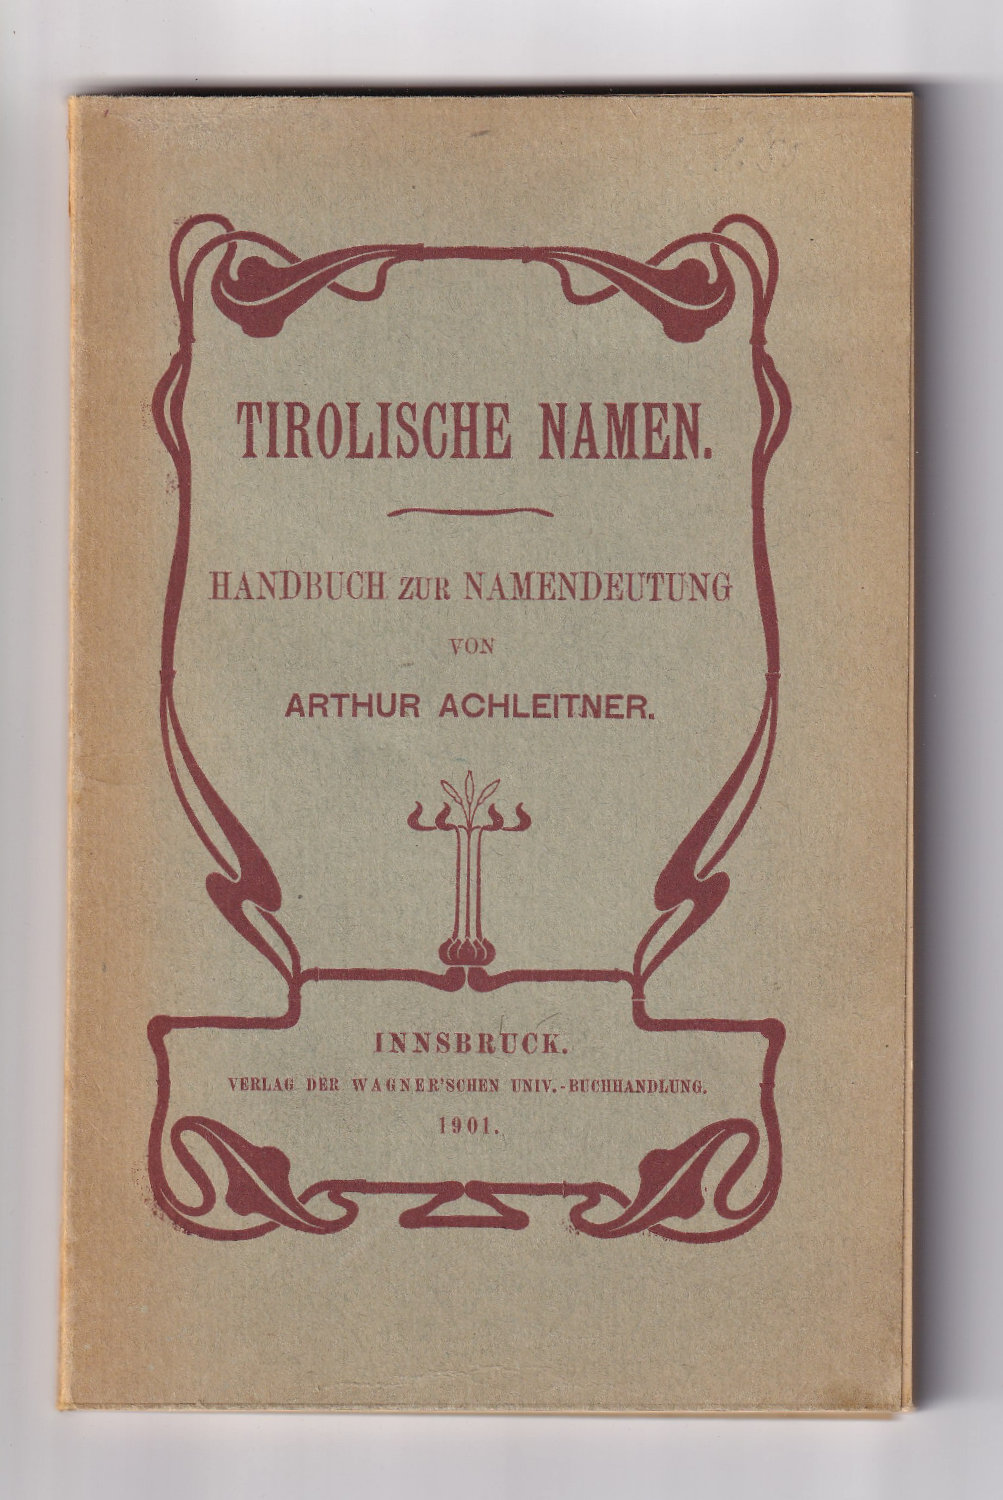 TIROLISCHE NAMEN.
HANDBUCH ZUR NAMENDEUTUNG
VON
ARTHUR ACHLEITNER.
INNSBRUCK.
VERLAG DER WAGNER'SCHEN UNIV.-BUCHHANDLUNG.
1901.